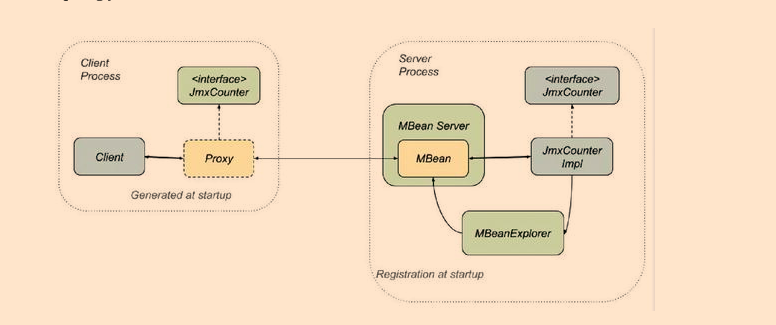 Client
Process
<interface>
JmxCounter
Client
Proxy
Generated at startup
Server
Process
<interface>
JmxCounter
MBean Server
MBean
JmxCounter
Impl
MBeanExplorer
Registration at startup